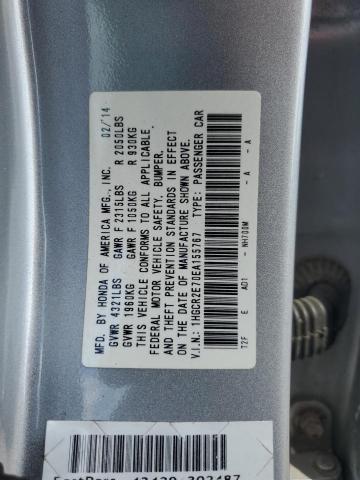 MFD. BY HONDA OF AMERICA MFG., INC. 02/'14
GVWR 4321LBS GAWR F 2315LBS R 2050LBS
GVWR 1960KG GAWR F 1050KG R 930KG
THIS VEHICLE CONFORMS TO ALL APPLICABLE
FEDERAL MOTOR VEHICLE SAFETY, BUMPER,
AND THEFT PREVENTION STANDARDS IN EFFECT
ON THE DATE OF MANUFACTURE SHOWN ABOVE.
V.I.N.: 1HGCR2E70EA155767 TYPE: PASSENGER CAR
T2F E AD1 - NH700M - A - A